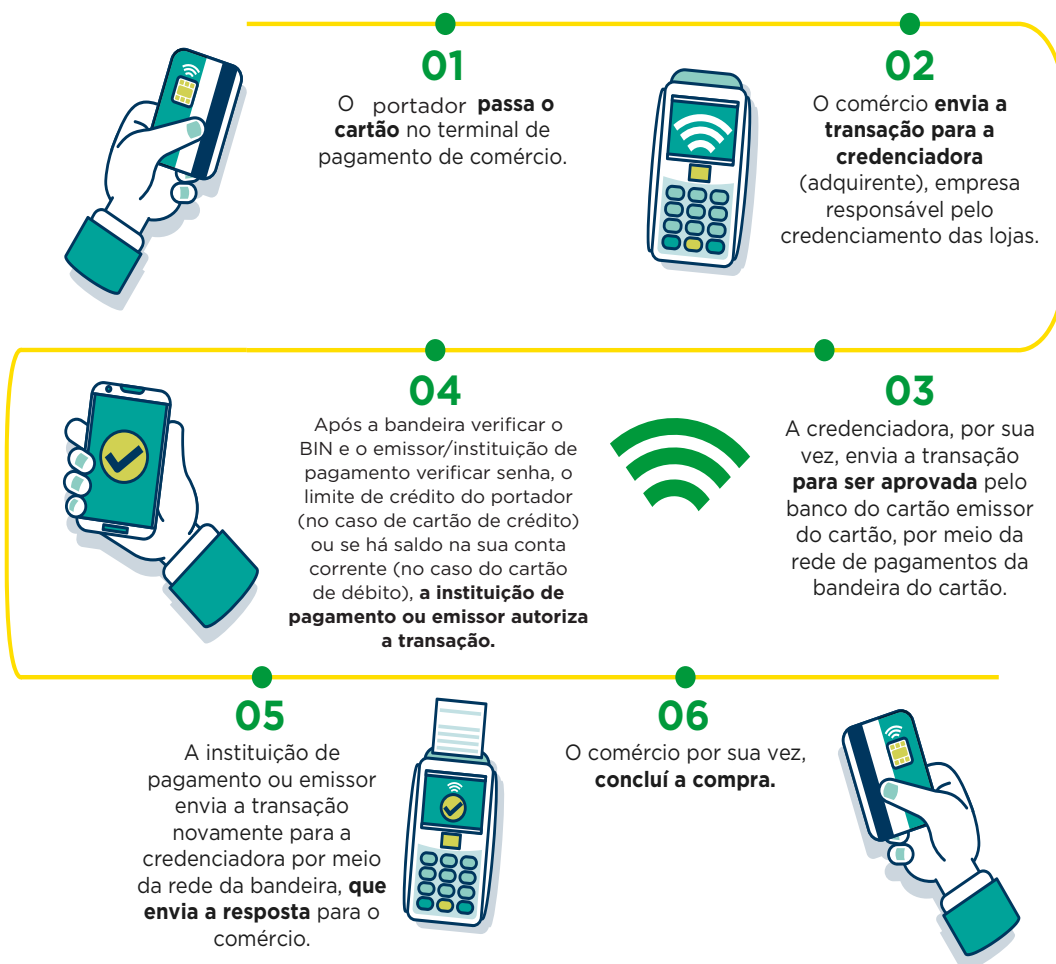 01
O portador passa o
cartão no terminal de
pagamento de comércio.
02
O comércio envia a
transação para a
credenciadora
(adquirente), empresa
responsável pelo
credenciamento das lojas.
03
A credenciadora, por sua
vez, envia a transação
para ser aprovada pelo
banco do cartão emissor
do cartão, por meio da
rede de pagamentos da
bandeira do cartão.
04
Após a bandeira verificar o
BIN e o emissor/instituição de
pagamento verificar senha, o
limite de crédito do portador
(no caso de cartão de crédito)
ou se há saldo na sua conta
corrente (no caso do cartão
de débito), a instituição de
pagamento ou emissor autoriza
a transação.
05
A instituição de
pagamento ou emissor
envia a transação
novamente para a
credenciadora por meio
da rede da bandeira, que
envia a resposta para o
comércio.
06
O comércio por sua vez,
concluí a compra.